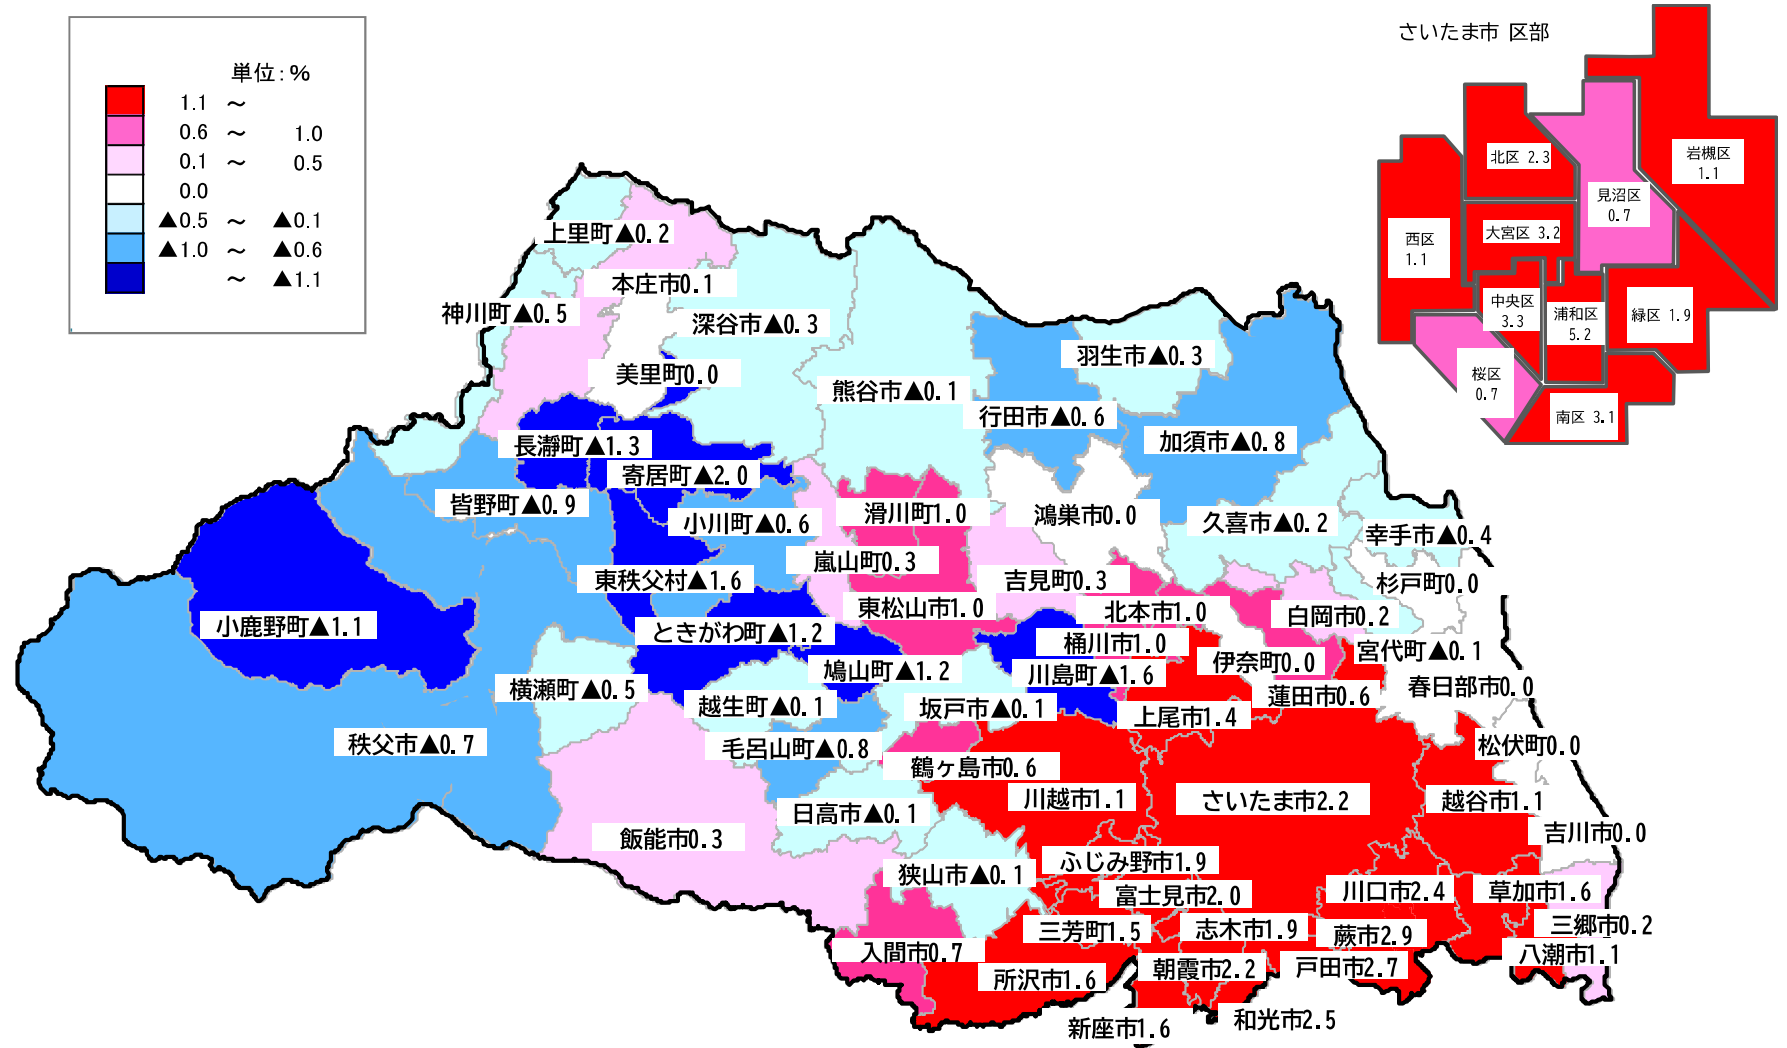 さいたま市 区部
単位:%
1.1 ～
0.6 ～ 1.0
0.1 ～ 0.5
0.0
▲0.5 ～ ▲0.1
▲1.0 ～ ▲0.6
～ ▲1.1
北区 2.3
岩槻区
1.1
見沼区
0.7
西区
1.1
大宮区 3.2
中央区
3.3
浦和区
5.2
緑区 1.9
桜区
0.7
南区 3.1
上里町▲0.2
本庄市0.1
神川町▲0.5
深谷市▲0.3
美里町0.0
羽生市▲0.3
熊谷市▲0.1
行田市▲0.6
加須市▲0.8
長瀞町▲1.3
寄居町▲2.0
皆野町▲0.9
小川町▲0.6
滑川町1.0
鴻巣市0.0
久喜市▲0.2
幸手市▲0.4
嵐山町0.3
東秩父村▲1.6
吉見町0.3
杉戸町0.0
東松山市1.0
北本市1.0
白岡市0.2
小鹿野町▲1.1
ときがわ町▲1.2
桶川市1.0
伊奈町0.0
宮代町▲0.1
鳩山町▲1.2
川島町▲1.6
横瀬町▲0.5
春日部市0.0
蓮田市0.6
越生町▲0.1
坂戸市▲0.1
上尾市1.4
秩父市▲0.7
毛呂山町▲0.8
松伏町0.0
鶴ヶ島市0.6
川越市1.1
さいたま市2.2
越谷市1.1
日高市▲0.1
飯能市0.3
吉川市0.0
ふじみ野市1.9
狭山市▲0.1
富士見市2.0
川口市2.4
草加市1.6
三芳町1.5
志木市1.9
蕨市2.9
三郷市0.2
入間市0.7
八潮市1.1
所沢市1.6
朝霞市2.2
戸田市2.7
新座市1.6
和光市2.5